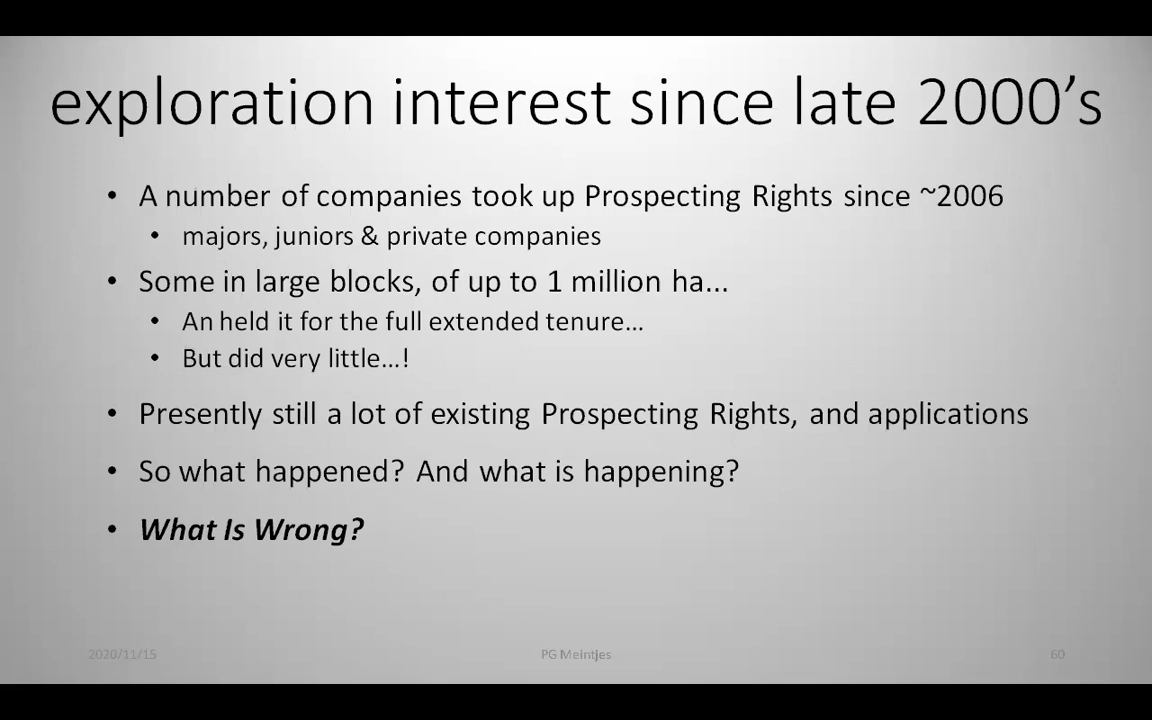 exploration interest since late 2000’s
• A number of companies took up Prospecting Rights since ~2006
• majors, juniors & private companies
• Some in large blocks, of up to 1 million ha...
• An held it for the full extended tenure...
• But did very little...!
• Presently still a lot of existing Prospecting Rights, and applications
• So what happened? And what is happening?
• What Is Wrong?
2020/11/15
PG Meintjes
60